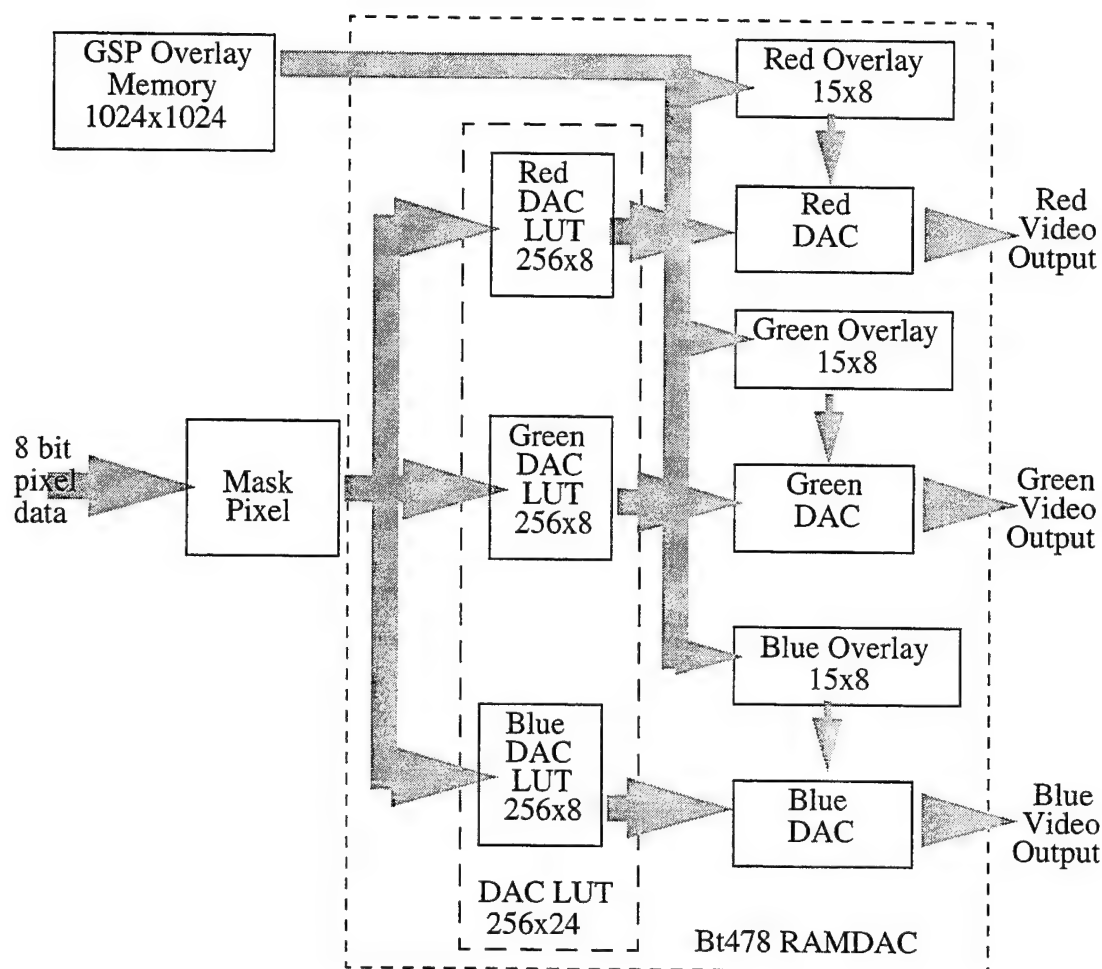 GSP Overlay
Memory
1024x1024
Red Overlay
15x8
Red
DAC
LUT
256x8
Red
DAC
Red
Video
Output
Green Overlay
15x8
8 bit
pixel
data
Mask
Pixel
Green
DAC
LUT
256x8
Green
DAC
Green
Video
Output
Blue Overlay
15x8
Blue
DAC
LUT
256x8
Blue
DAC
Blue
Video
Output
DAC LUT
256x24
Bt478 RAMDAC